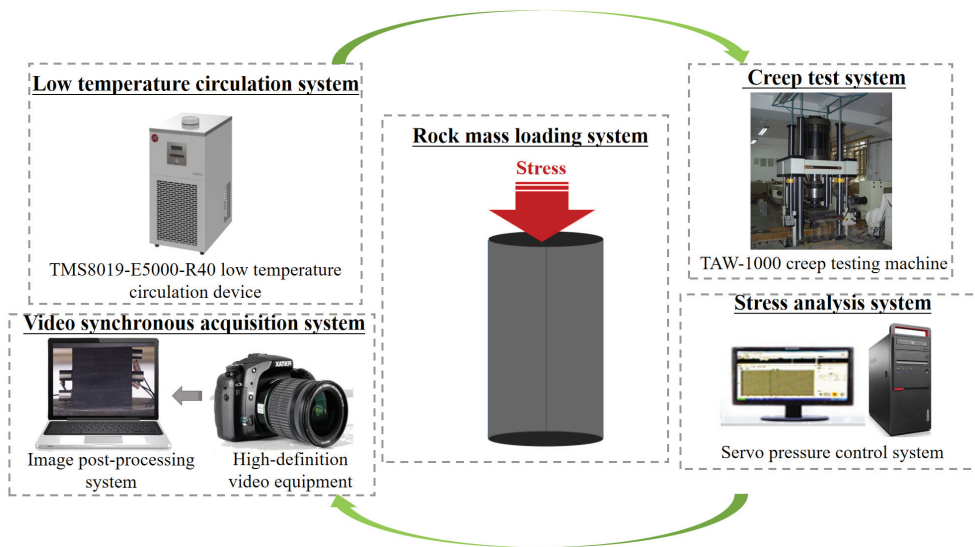 Low temperature circulation system
TMS8019-E5000-R40 low temperature
circulation device
Creep test system
TAW-1000 creep testing machine
Rock mass loading system
Stress
Video synchronous acquisition system
Image post-processing
system
High-definition
video equipment
Stress analysis system
Servo pressure control system